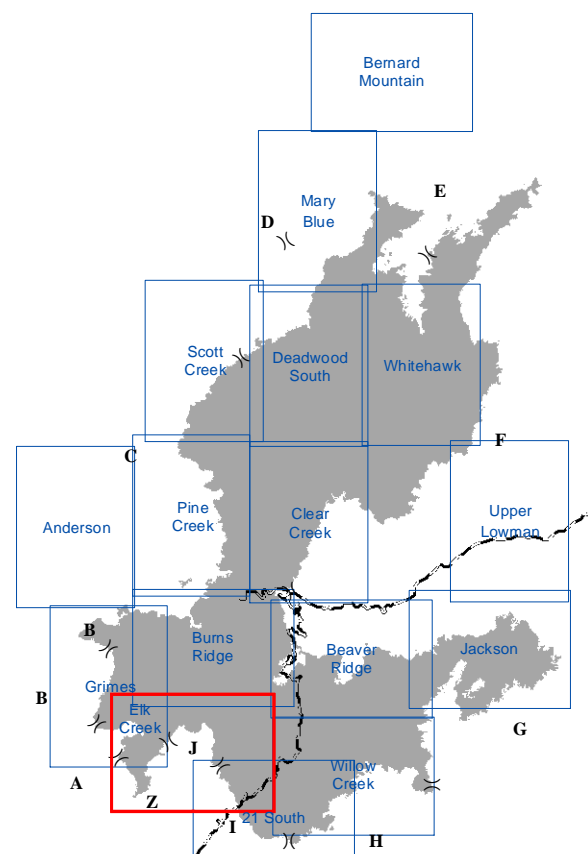 Bernard
Mountain
E
Mary
Blue
D
Scott
Creek
Deadwood
South
Whitehawk
F
C
Pine
Creek
Upper
Lowman
Anderson
Clear
Creek
B
Burns
Ridge
Beaver
Ridge
Jackson
B
Grimes
Elk
Creek
G
J
A
Z
Willow
Creek
I
21 South
H